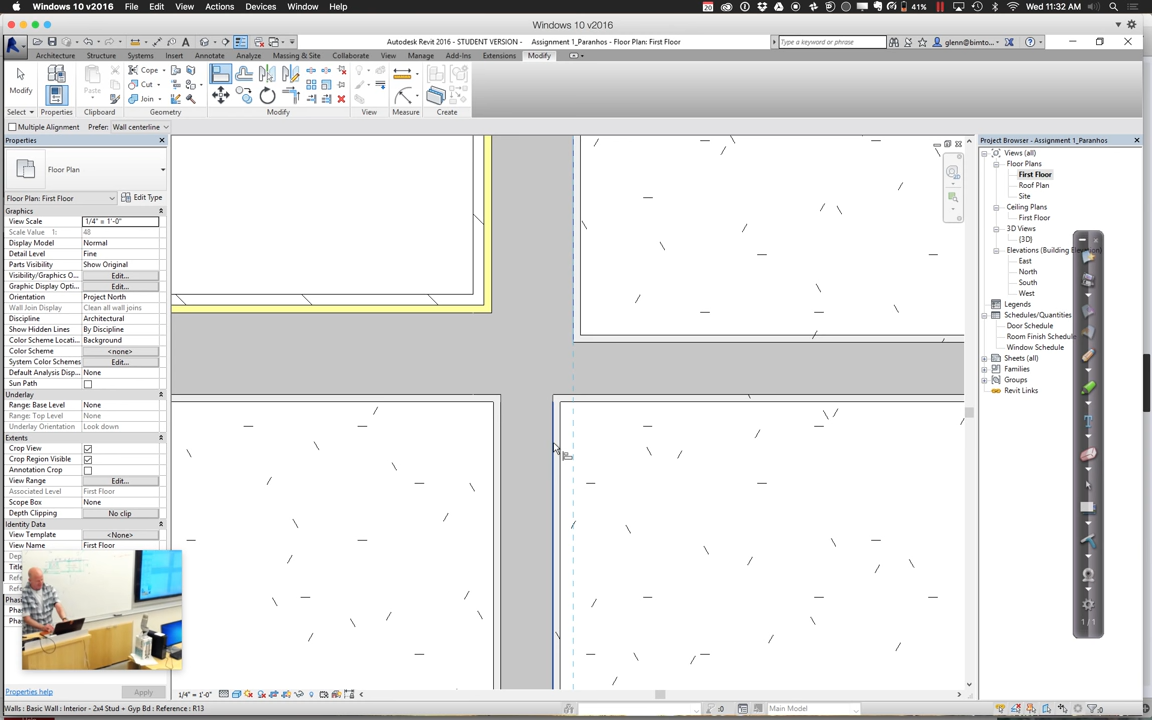 Windows 10 v2016 File Edit View Actions Devices Window Help 20 41% Wed 11:32 AM
Windows 10 v2016
Autodesk Revit 2016 - STUDENT VERSION - Assignment 1_Paranhos - Floor Plan: First Floor Type a keyword or phrase glenn@bimto...
Architecture Structure Systems Insert Annotate Analyze Massing & Site Collaborate View Manage Add-Ins Extensions Modify
Modify Properties Paste Cope Cut Join
Select Properties Clipboard Geometry Modify View Measure Create
Multiple Alignment Prefer: Wall centerline
Properties
Floor Plan
Floor Plan: First Floor Edit Type
Graphics
View Scale 1/4" = 1'-0"
Scale Value 1: 48
Display Model Normal
Detail Level Fine
Parts Visibility Show Original
Visibility/Graphics O... Edit...
Graphic Display Opti... Edit...
Orientation Project North
Wall Join Display Clean all wall joins
Discipline Architectural
Show Hidden Lines By Discipline
Color Scheme Locati... Background
Color Scheme <none>
System Color Schemes Edit...
Default Analysis Disp... None
Sun Path
Underlay
Range: Base Level None
Range: Top Level None
Underlay Orientation Look down
Extents
Crop View
Crop Region Visible
Annotation Crop
View Range Edit...
Associated Level First Floor
Scope Box None
Depth Clipping No clip
Identity Data
View Template <None>
View Name First Floor
Properties help Apply
Project Browser - Assignment 1_Paranhos
Views (all)
Floor Plans
First Floor
Roof Plan
Site
Ceiling Plans
First Floor
3D Views
{3D}
Elevations (Building Elevation)
East
North
South
West
Legends
Schedules/Quantities
Door Schedule
Room Finish Schedule
Window Schedule
Sheets (all)
Families
Groups
Revit Links
1 / 1
1/4" = 1'-0"
Walls : Basic Wall : Interior - 2x4 Stud + Gyp Bd : Reference : R13 :0 Main Model :0